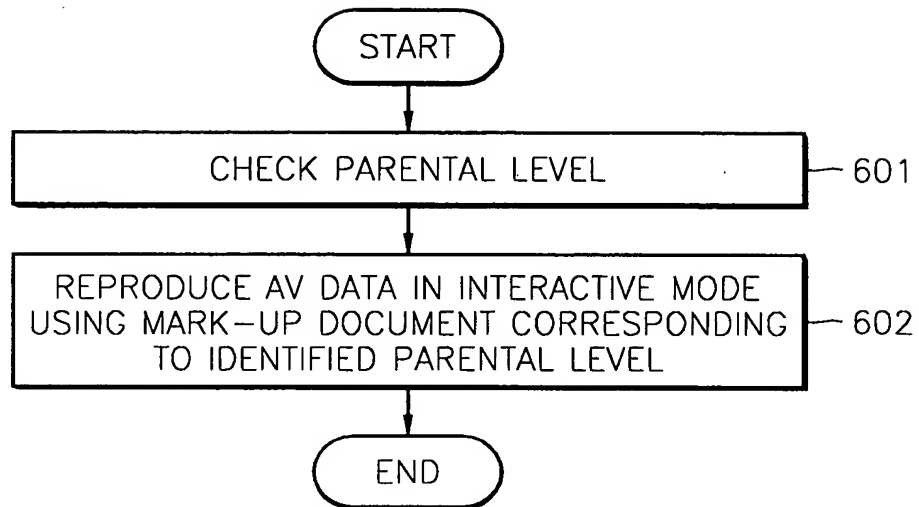 START
CHECK PARENTAL LEVEL
601
REPRODUCE AV DATA IN INTERACTIVE MODE
USING MARK-UP DOCUMENT CORRESPONDING
TO IDENTIFIED PARENTAL LEVEL
602
END